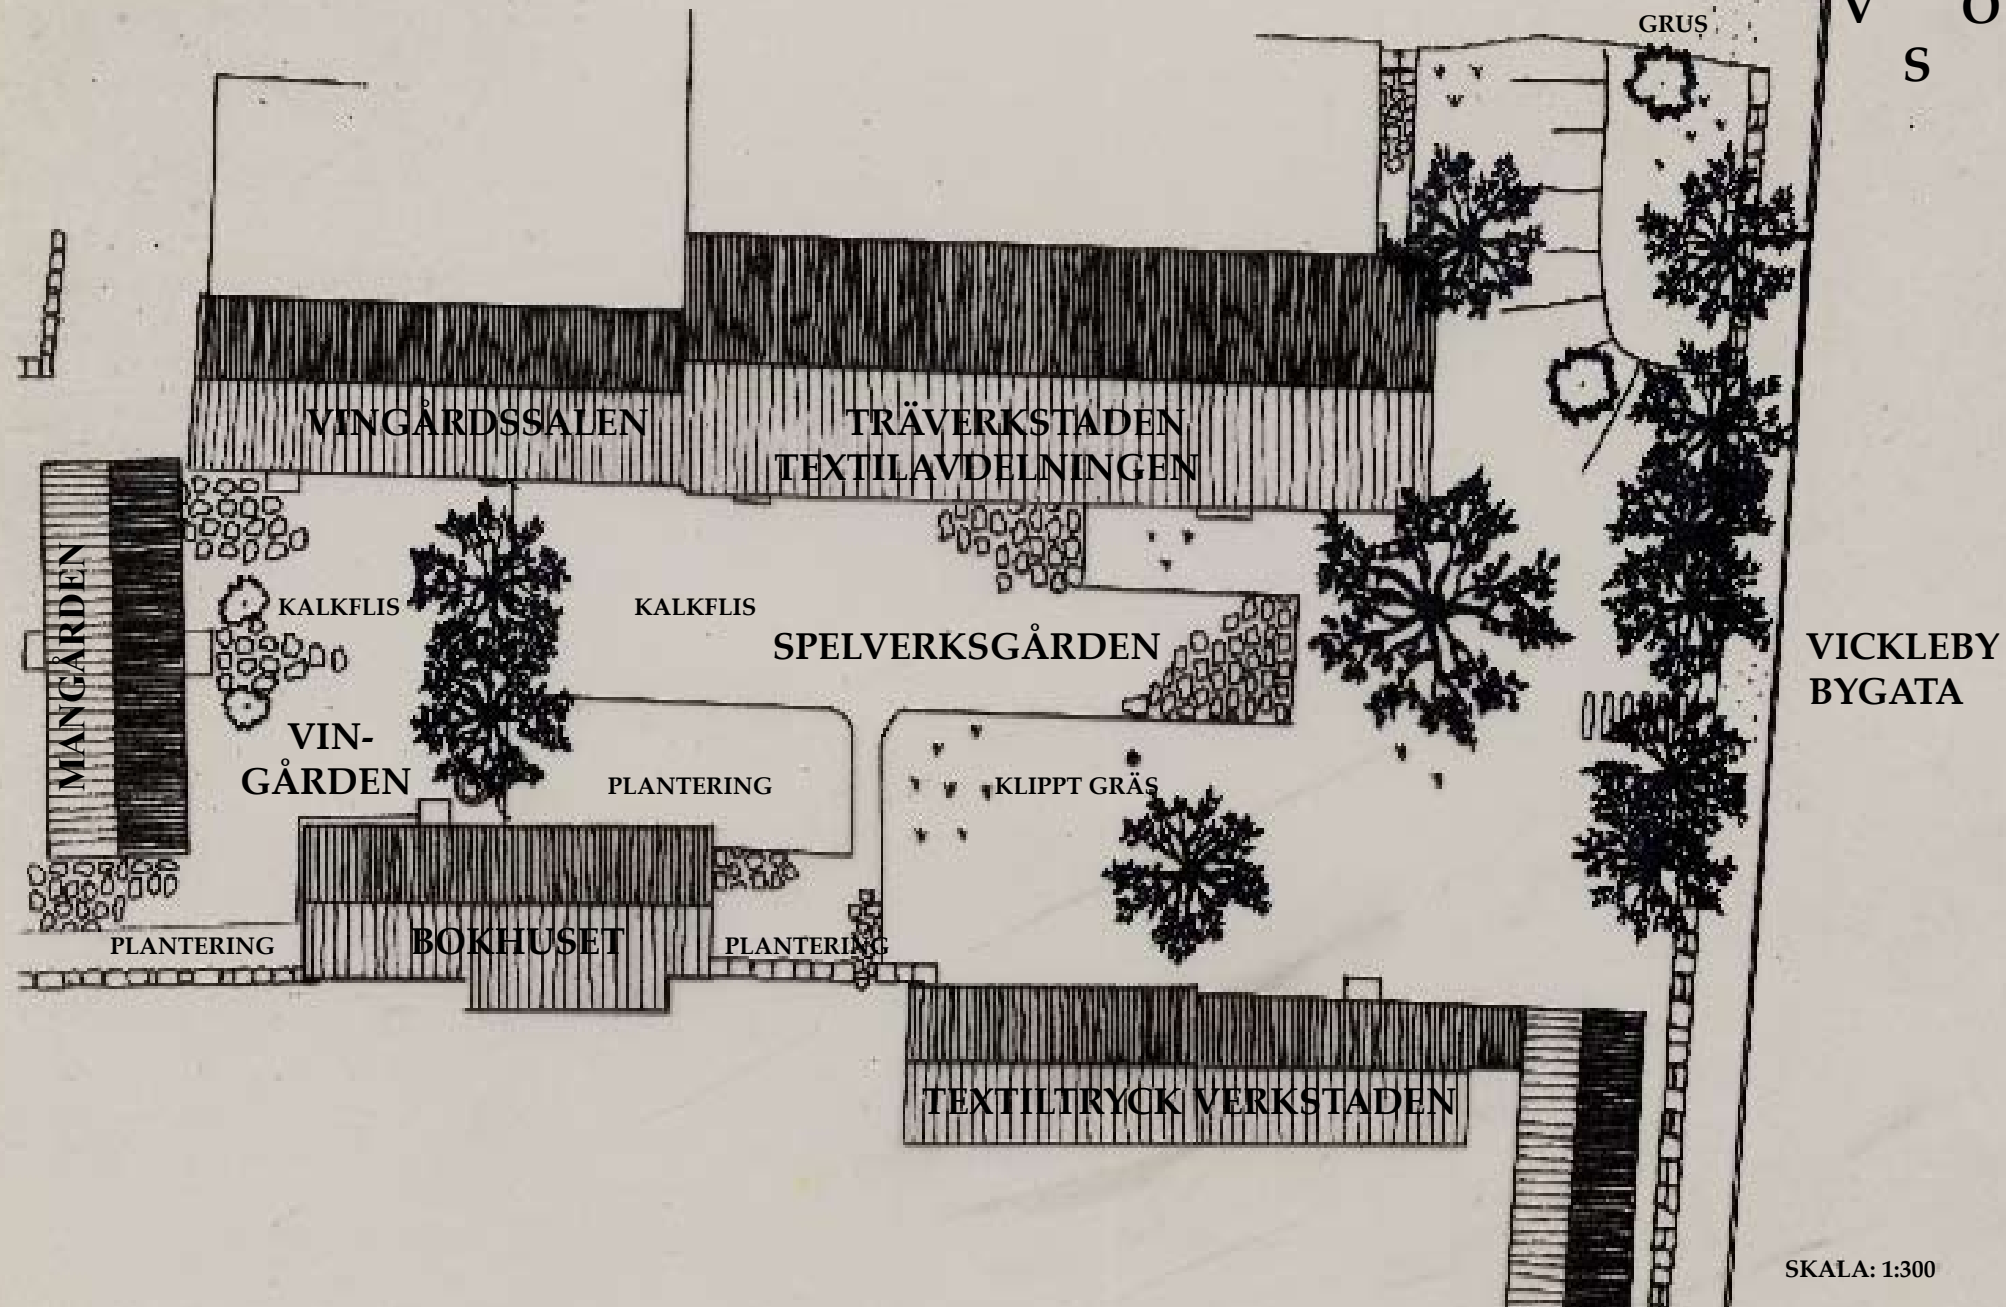 V O
GRUS
S
VINGÅRDSSALEN
TRÄVERKSTADEN
TEXTILAVDELNINGEN
MANGÅRDEN
KALKFLIS
KALKFLIS
SPELVERKSGÅRDEN
VICKLEBY
BYGATA
VIN-
GÅRDEN
PLANTERING
KLIPPT GRÄS
PLANTERING
BOKHUSET
PLANTERING
TEXTILTRYCK VERKSTADEN
SKALA: 1:300